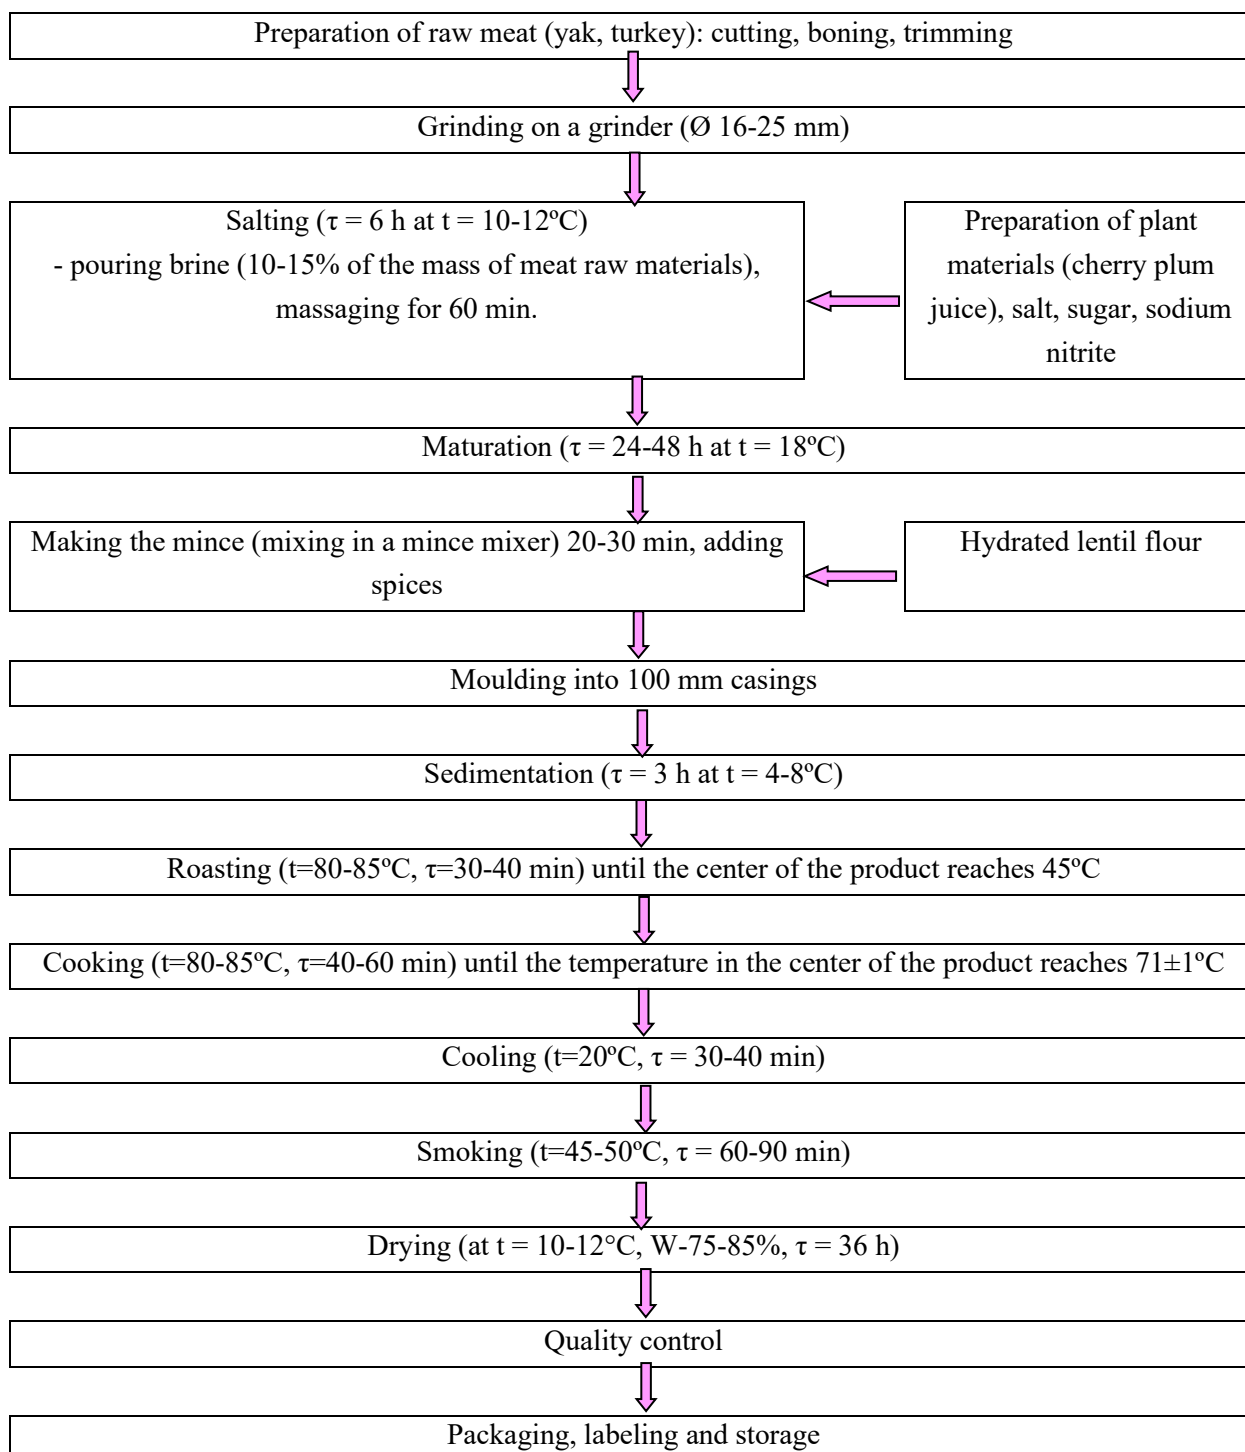 Preparation of raw meat (yak, turkey): cutting, boning, trimming
Grinding on a grinder (Ø 16-25 mm)
Salting (τ = 6 h at t = 10-12ºC)
- pouring brine (10-15% of the mass of meat raw materials),
massaging for 60 min.
Preparation of plant
materials (cherry plum
juice), salt, sugar, sodium
nitrite
Maturation (τ = 24-48 h at t = 18ºC)
Making the mince (mixing in a mince mixer) 20-30 min, adding
spices
Hydrated lentil flour
Moulding into 100 mm casings
Sedimentation (τ = 3 h at t = 4-8ºC)
Roasting (t=80-85ºC, τ=30-40 min) until the center of the product reaches 45ºC
Cooking (t=80-85ºC, τ=40-60 min) until the temperature in the center of the product reaches 71±1ºC
Cooling (t=20ºC, τ = 30-40 min)
Smoking (t=45-50ºC, τ = 60-90 min)
Drying (at t = 10-12°C, W-75-85%, τ = 36 h)
Quality control
Packaging, labeling and storage